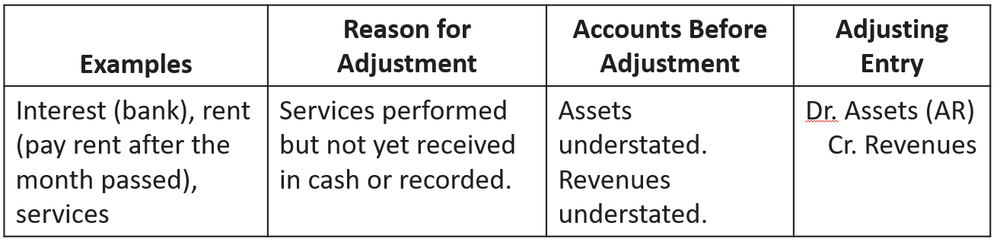 Examples
Reason for
Adjustment
Accounts Before
Adjustment
Adjusting
Entry
Interest (bank), rent
(pay rent after the
month passed),
services
Services performed
but not yet received
in cash or recorded.
Assets
understated.
Revenues
understated.
Dr. Assets (AR)
Cr. Revenues